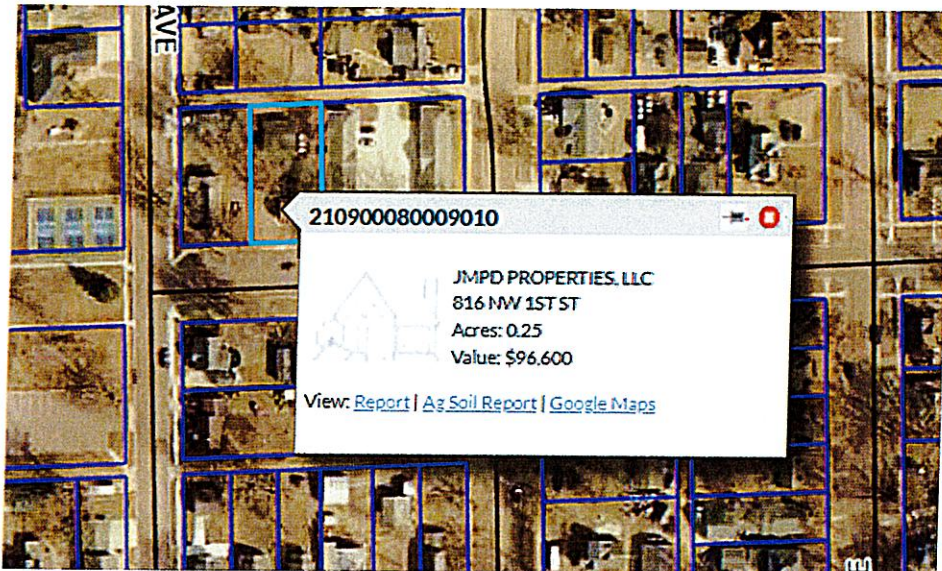 AVE
210900080009010
JMPD PROPERTIES, LLC
816 NW 1ST ST
Acres: 0.25
Value: $96,600
View: Report | Ag Soil Report | Google Maps
E